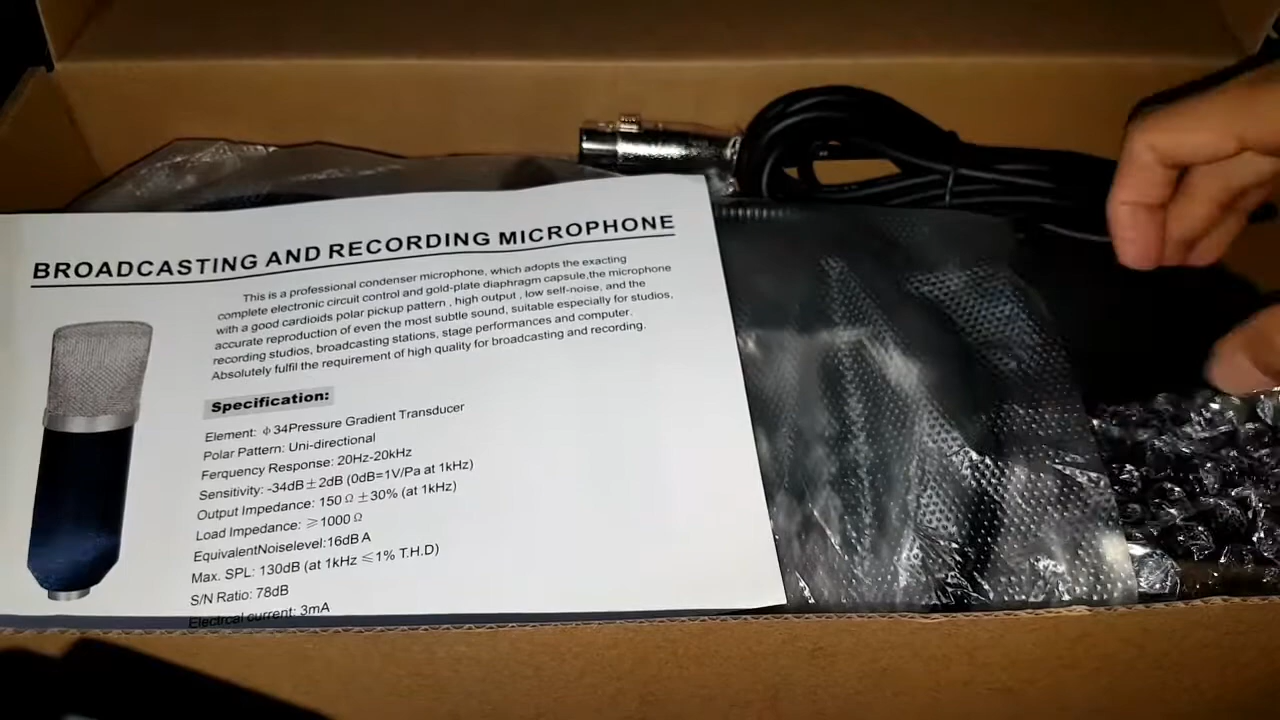 BROADCASTING AND RECORDING MICROPHONE
This is a professional condenser microphone, which adopts the exacting
complete electronic circuit control and gold-plate diaphragm capsule,the microphone
with a good cardioids polar pickup pattern , high output , low self-noise, and the
accurate reproduction of even the most subtle sound, suitable especially for studios,
recording studios, broadcasting stations, stage performances and computer.
Absolutely fulfil the requirement of high quality for broadcasting and recording.
Specification:
Element: ϕ34Pressure Gradient Transducer
Polar Pattern: Uni-directional
Ferquency Response: 20Hz-20kHz
Sensitivity: -34dB±2dB (0dB=1V/Pa at 1kHz)
Output Impedance: 150Ω±30% (at 1kHz)
Load Impedance: ≥1000Ω
EquivalentNoiselevel:16dB A
Max. SPL: 130dB (at 1kHz ≤1% T.H.D)
S/N Ratio: 78dB
Electrcal current: 3mA